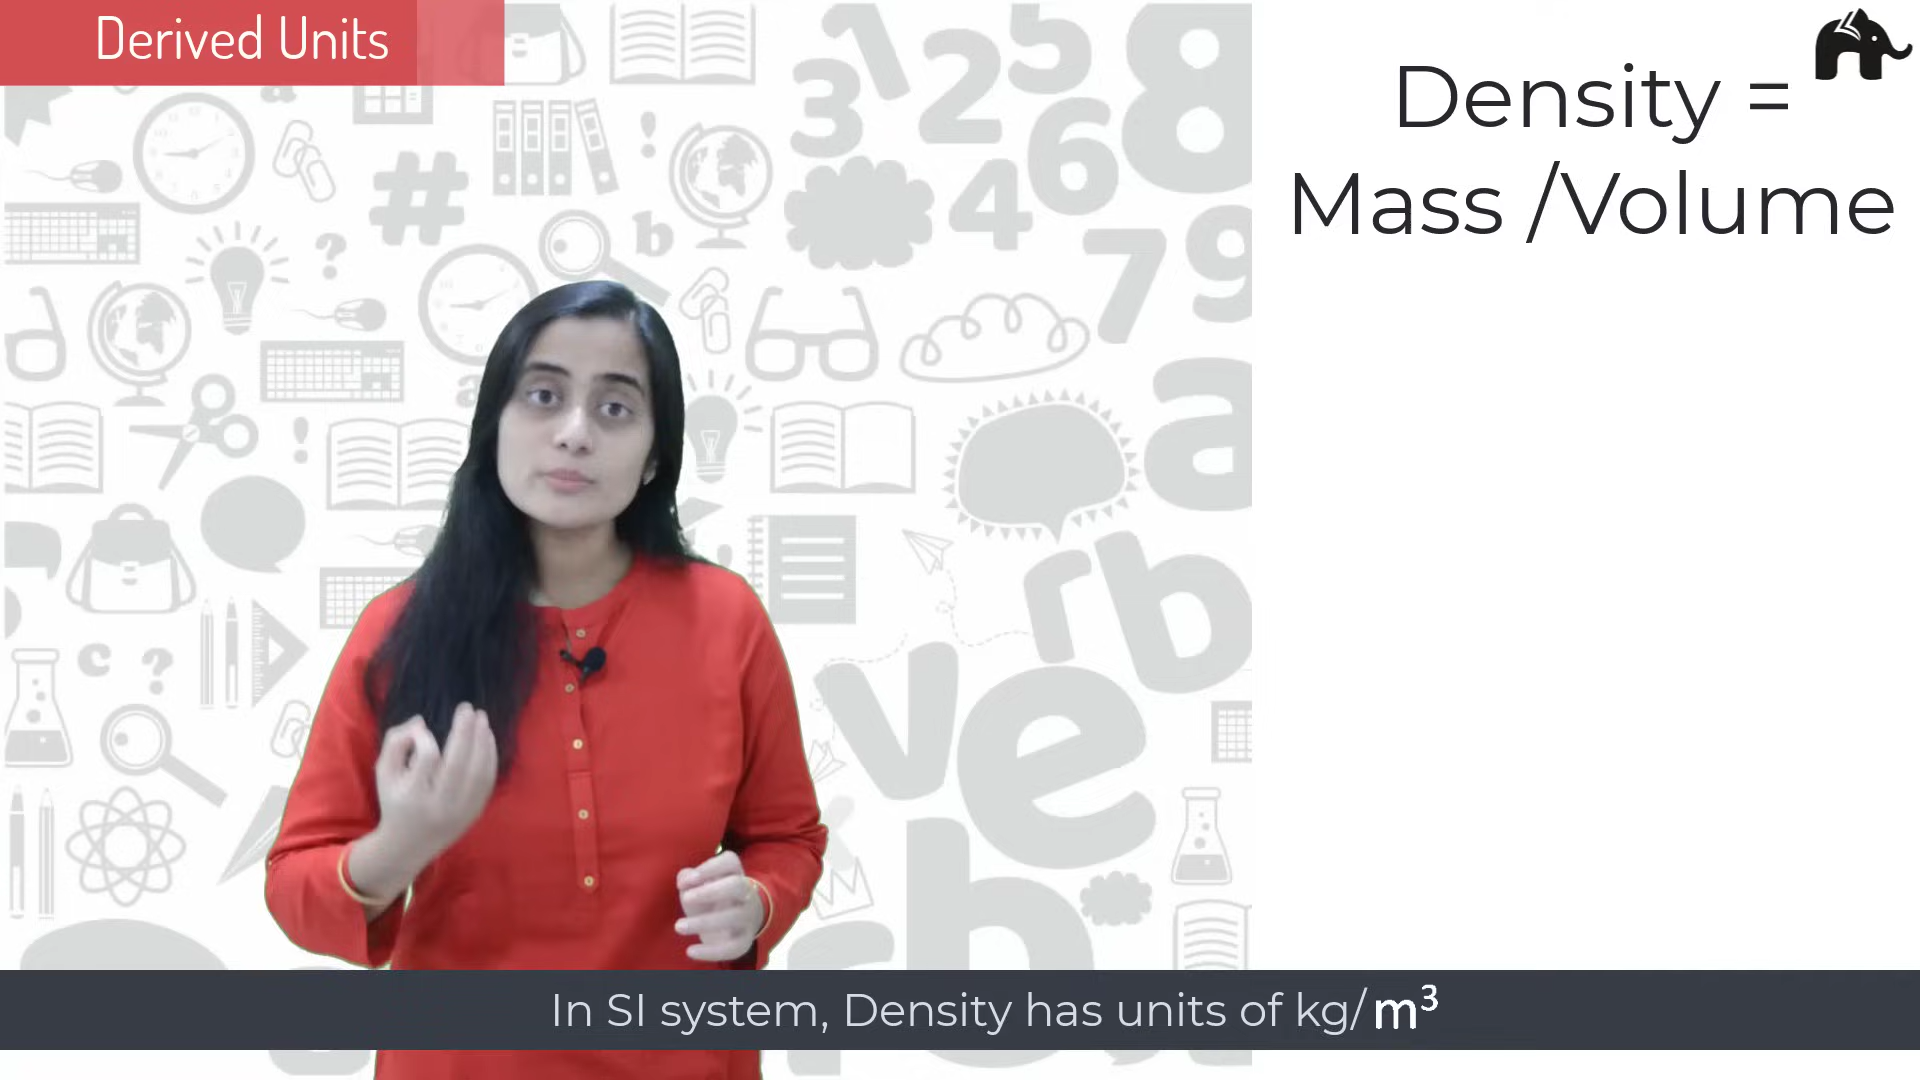 Derived Units
Density =
Mass /Volume
In SI system, Density has units of kg/m³